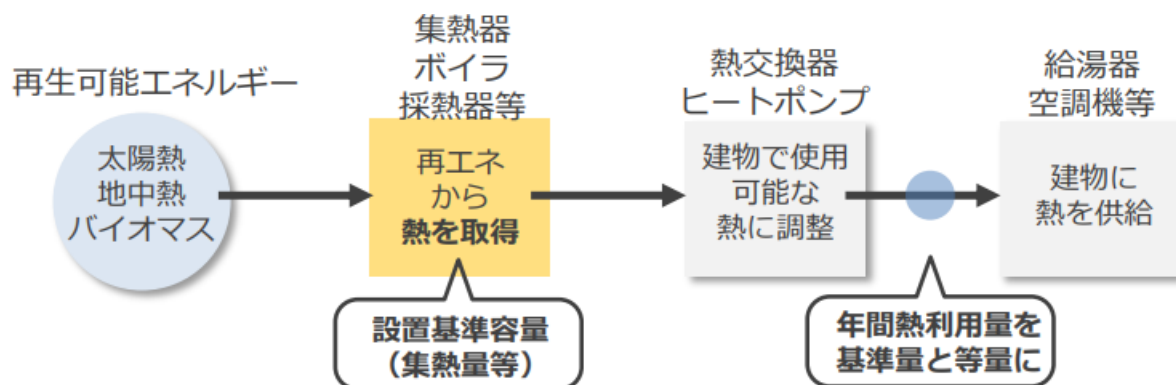 再生可能エネルギー
太陽熱
地中熱
バイオマス
集熱器
ボイラ
採熱器等
再エネ
から
熱を取得
設置基準容量
（集熱量等）
熱交換器
ヒートポンプ
建物で使用
可能な
熱に調整
年間熱利用量を
基準量と等量に
給湯器
空調機等
建物に
熱を供給